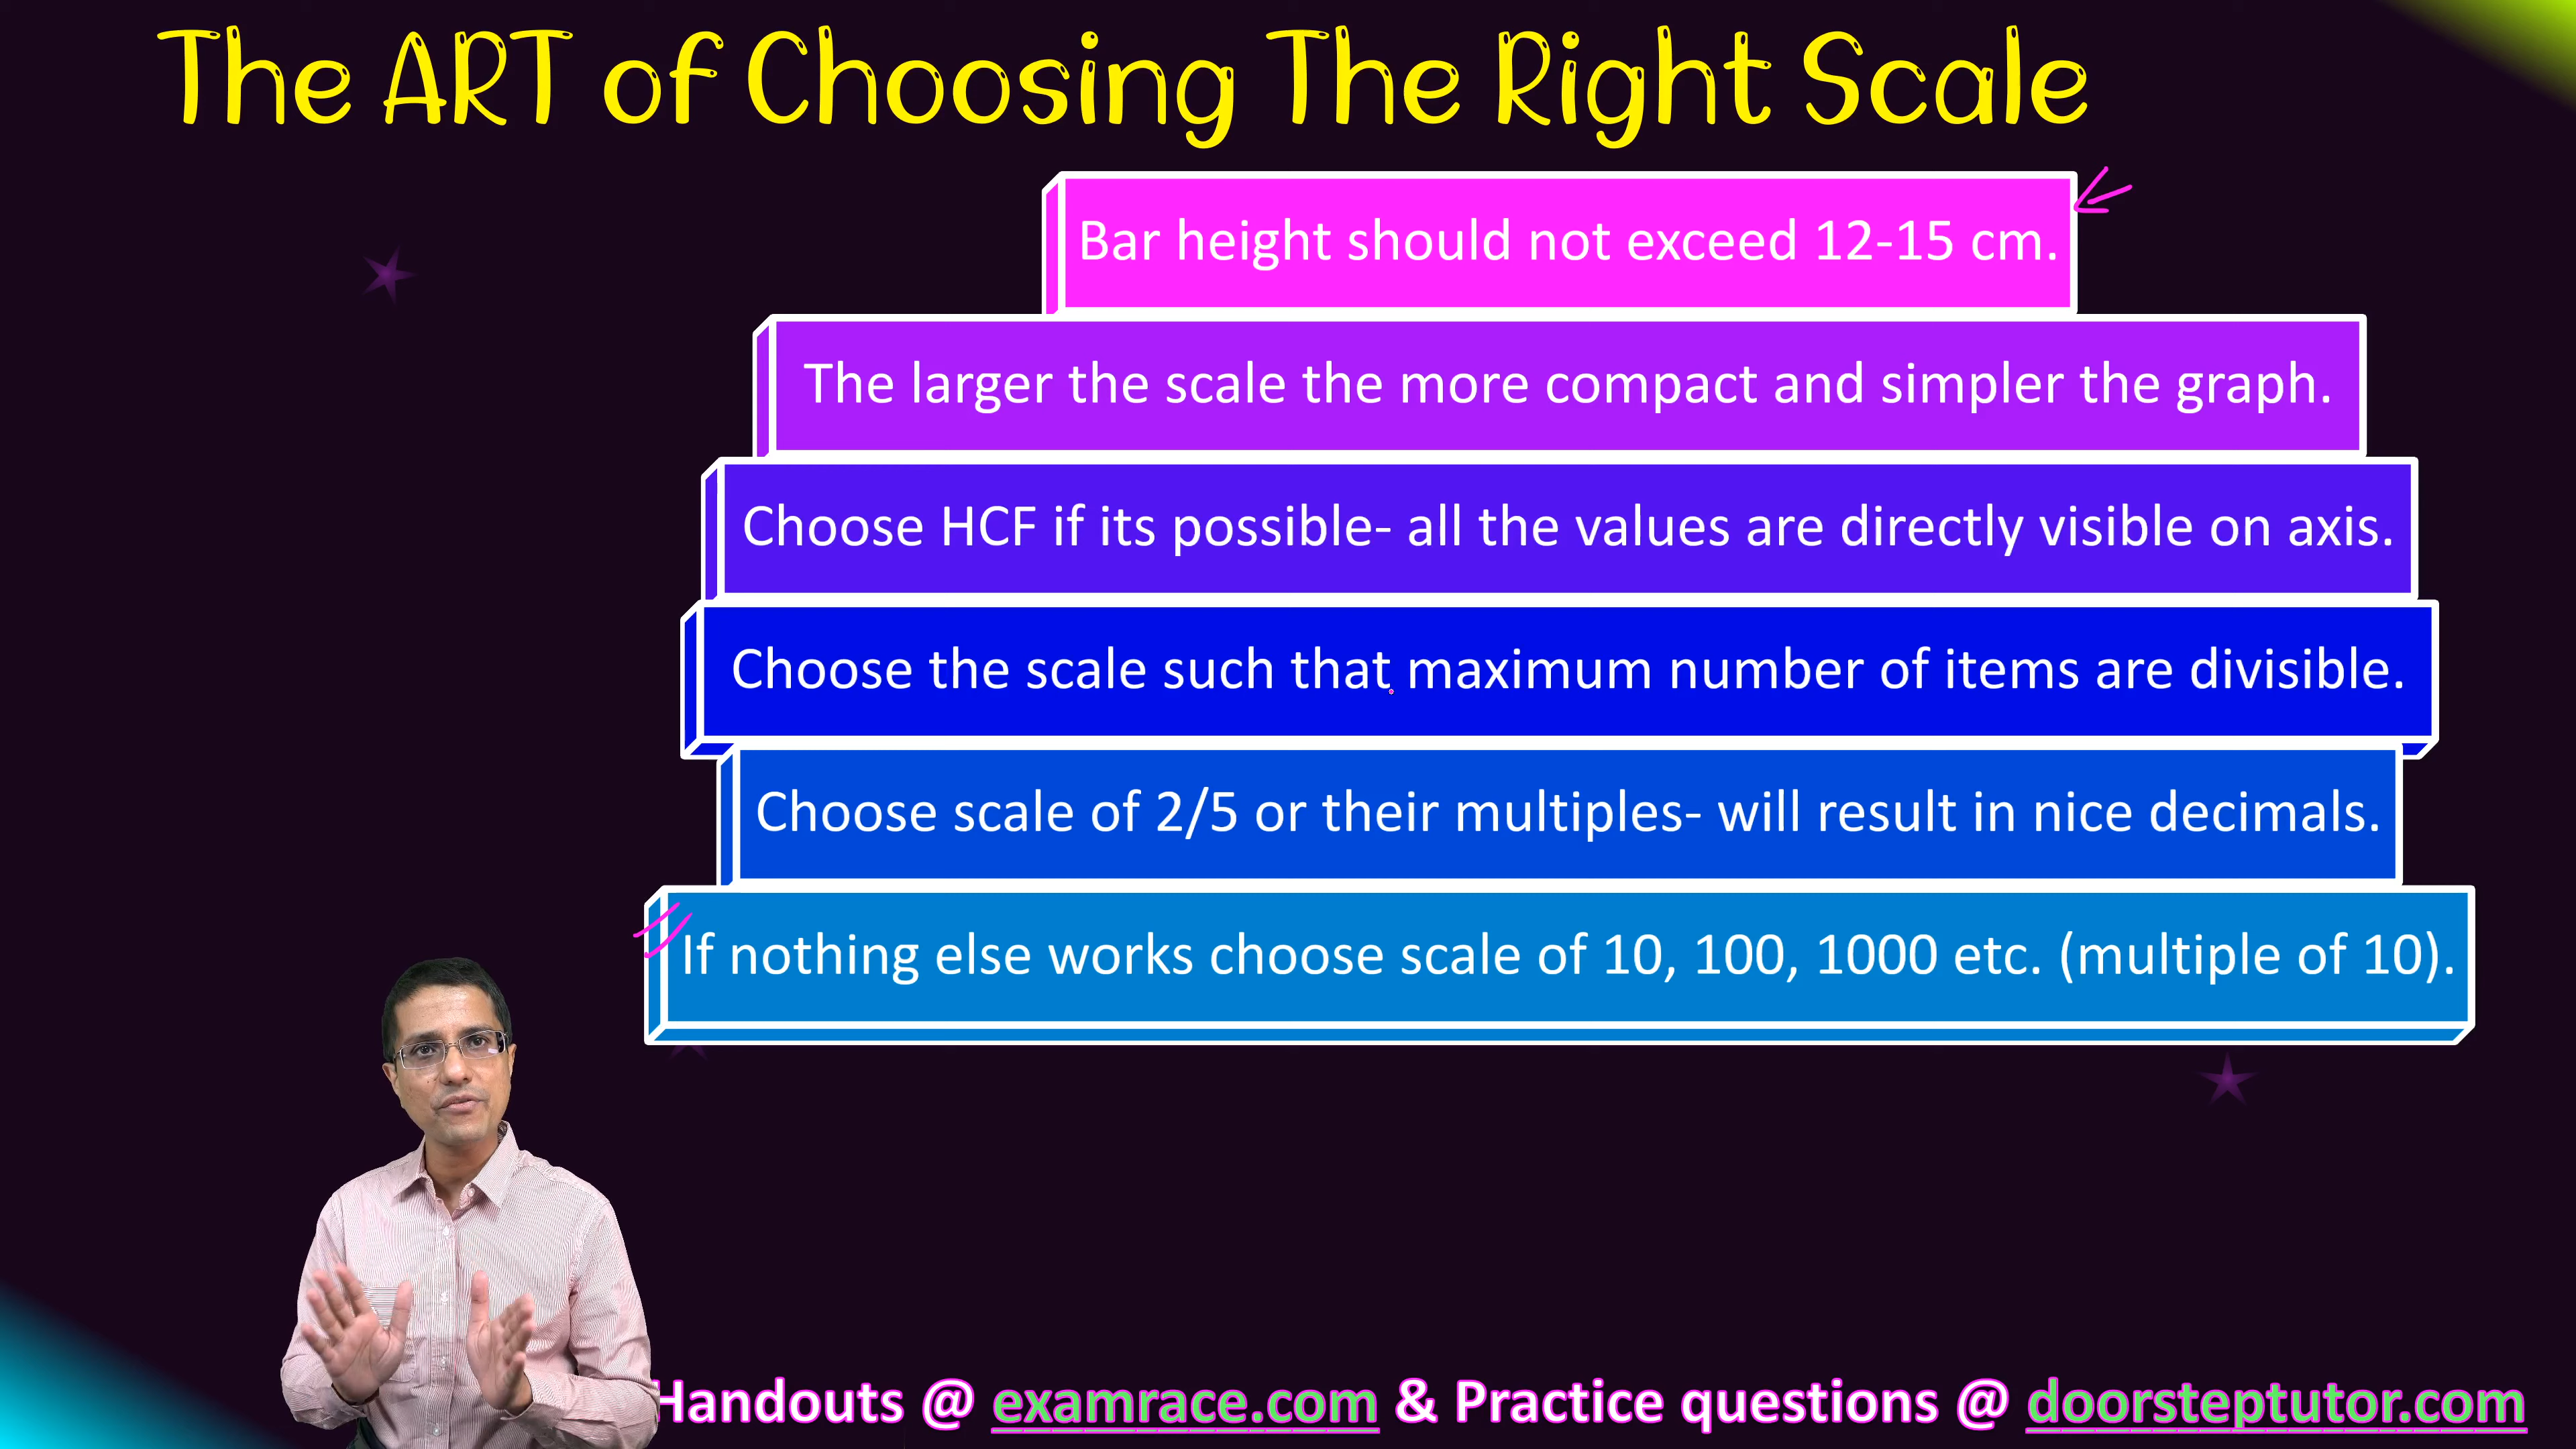 The ART of Choosing The Right Scale
Bar height should not exceed 12-15 cm.
The larger the scale the more compact and simpler the graph.
Choose HCF if its possible- all the values are directly visible on axis.
Choose the scale such that maximum number of items are divisible.
Choose scale of 2/5 or their multiples- will result in nice decimals.
If nothing else works choose scale of 10, 100, 1000 etc. (multiple of 10).
Handouts @ examrace.com & Practice questions @ doorsteptutor.com